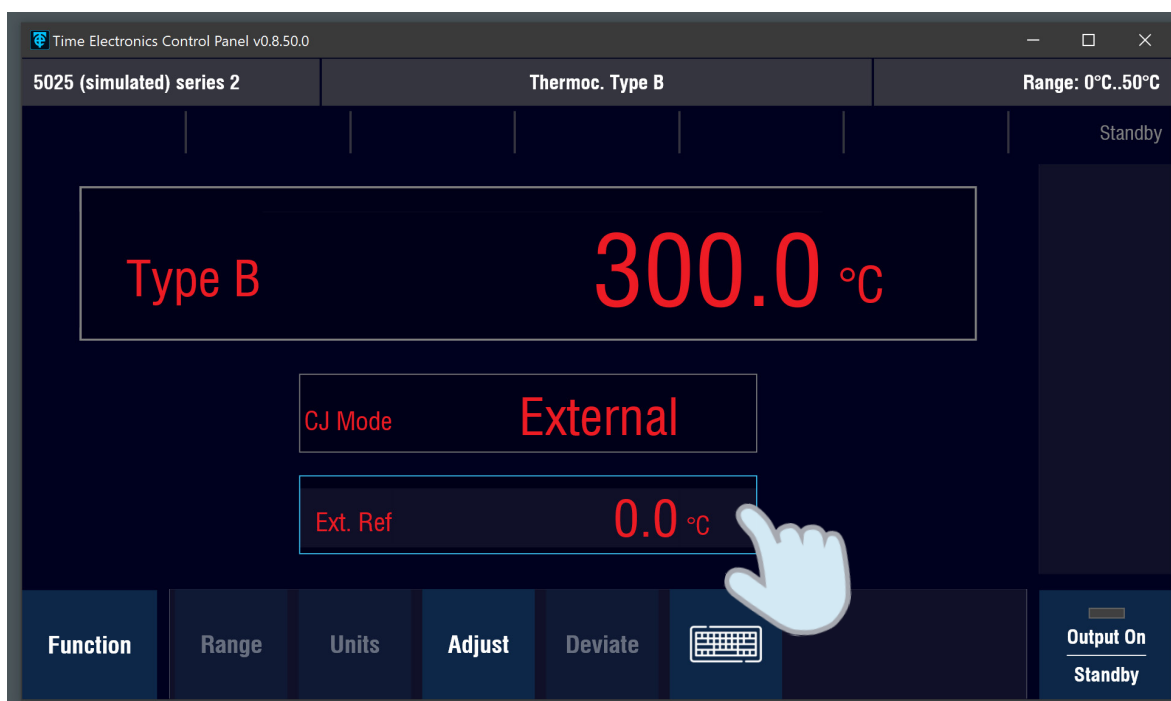 Time Electronics Control Panel v0.8.50.0
5025 (simulated) series 2
Thermoc. Type B
Range: 0°C..50°C
Standby
Type B 300.0 °C
CJ Mode External
Ext. Ref 0.0 °C
Function
Range
Units
Adjust
Deviate
Output On
Standby